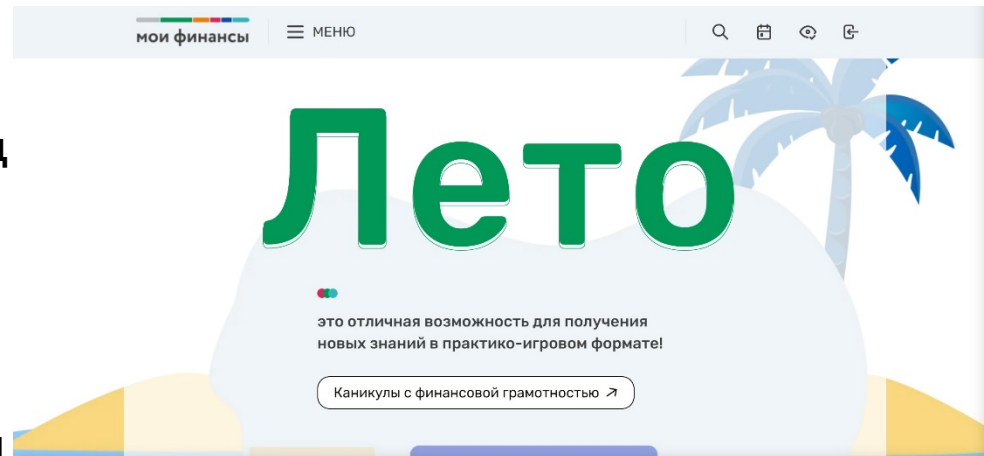 мои финансы
МЕНЮ
Лето
это отличная возможность для получения
новых знаний в практико-игровом формате!
Каникулы с финансовой грамотностью ↗